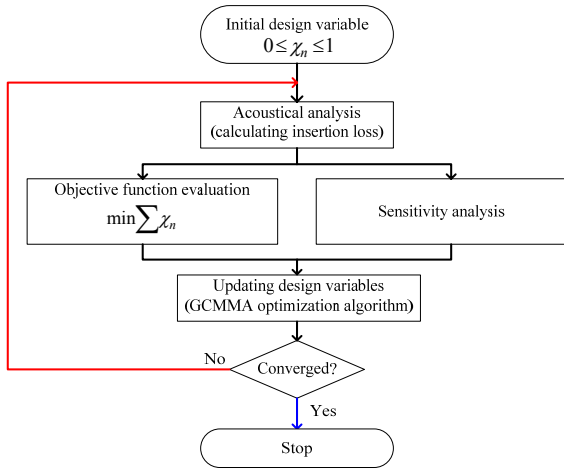 Initial design variable
0 ≤ χn ≤ 1
Acoustical analysis
(calculating insertion loss)
Objective function evaluation
min ∑ χn
Sensitivity analysis
Updating design variables
(GCMMA optimization algorithm)
No
Converged?
Yes
Stop